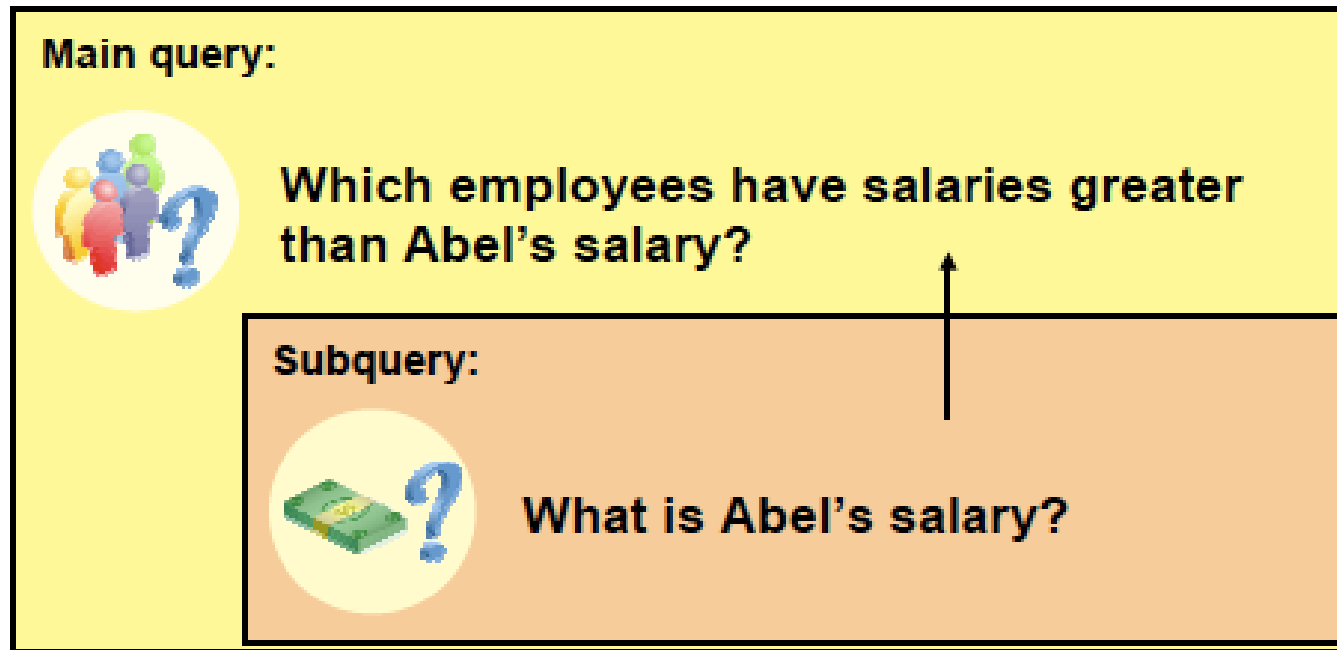 Main query:
Which employees have salaries greater
than Abel’s salary?
Subquery:
What is Abel’s salary?